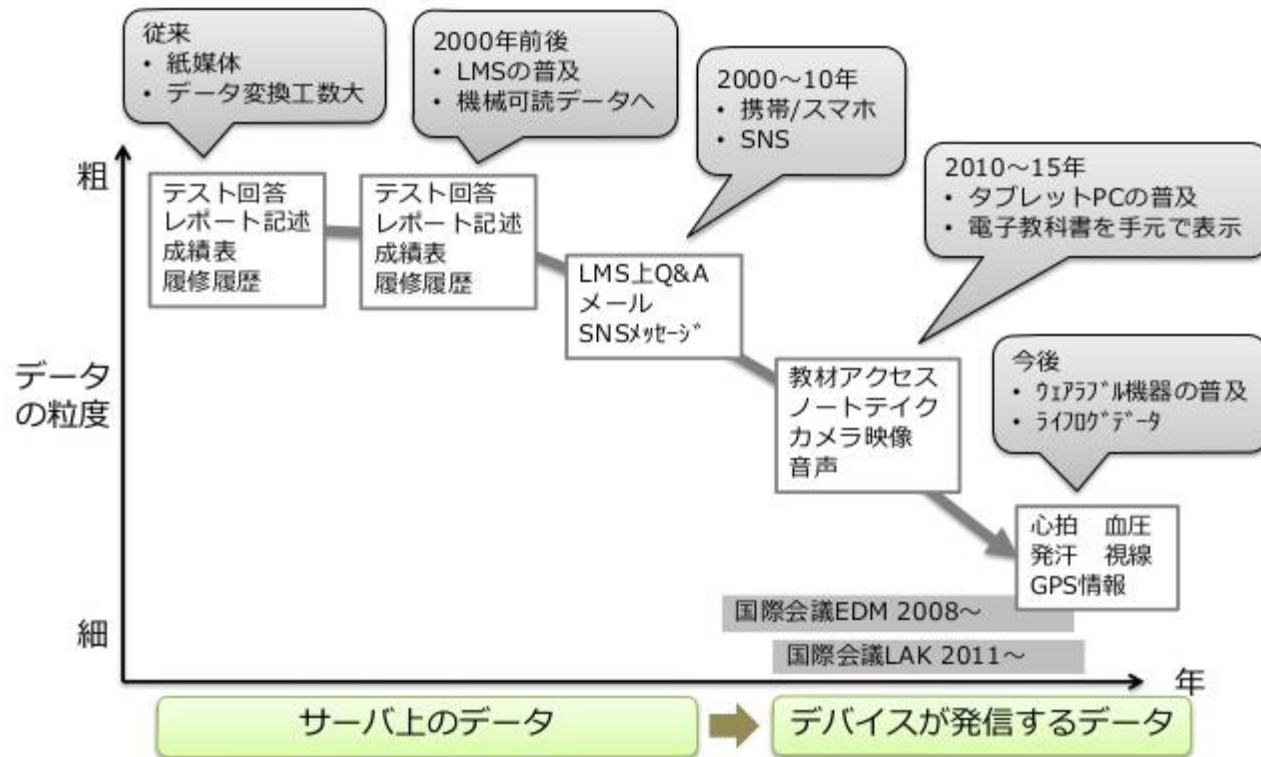 従来
• 紙媒体
• データ変換工数大
2000年前後
• LMSの普及
• 機械可読データへ
2000～10年
• 携帯/スマホ
• SNS
2010～15年
• タブレットPCの普及
• 電子教科書を手元で表示
今後
• ｳｪｱﾗﾌﾞﾙ機器の普及
• ﾗｲﾌﾛｸﾞﾃﾞｰﾀ
粗
データ
の粒度
細
テスト回答
レポート記述
成績表
履修履歴
テスト回答
レポート記述
成績表
履修履歴
LMS上Q&A
メール
SNSﾒｯｾｰｼﾞ
教材アクセス
ノートテイク
カメラ映像
音声
心拍　血圧
発汗　視線
GPS情報
国際会議EDM 2008～
国際会議LAK 2011～
年
サーバ上のデータ
デバイスが発信するデータ